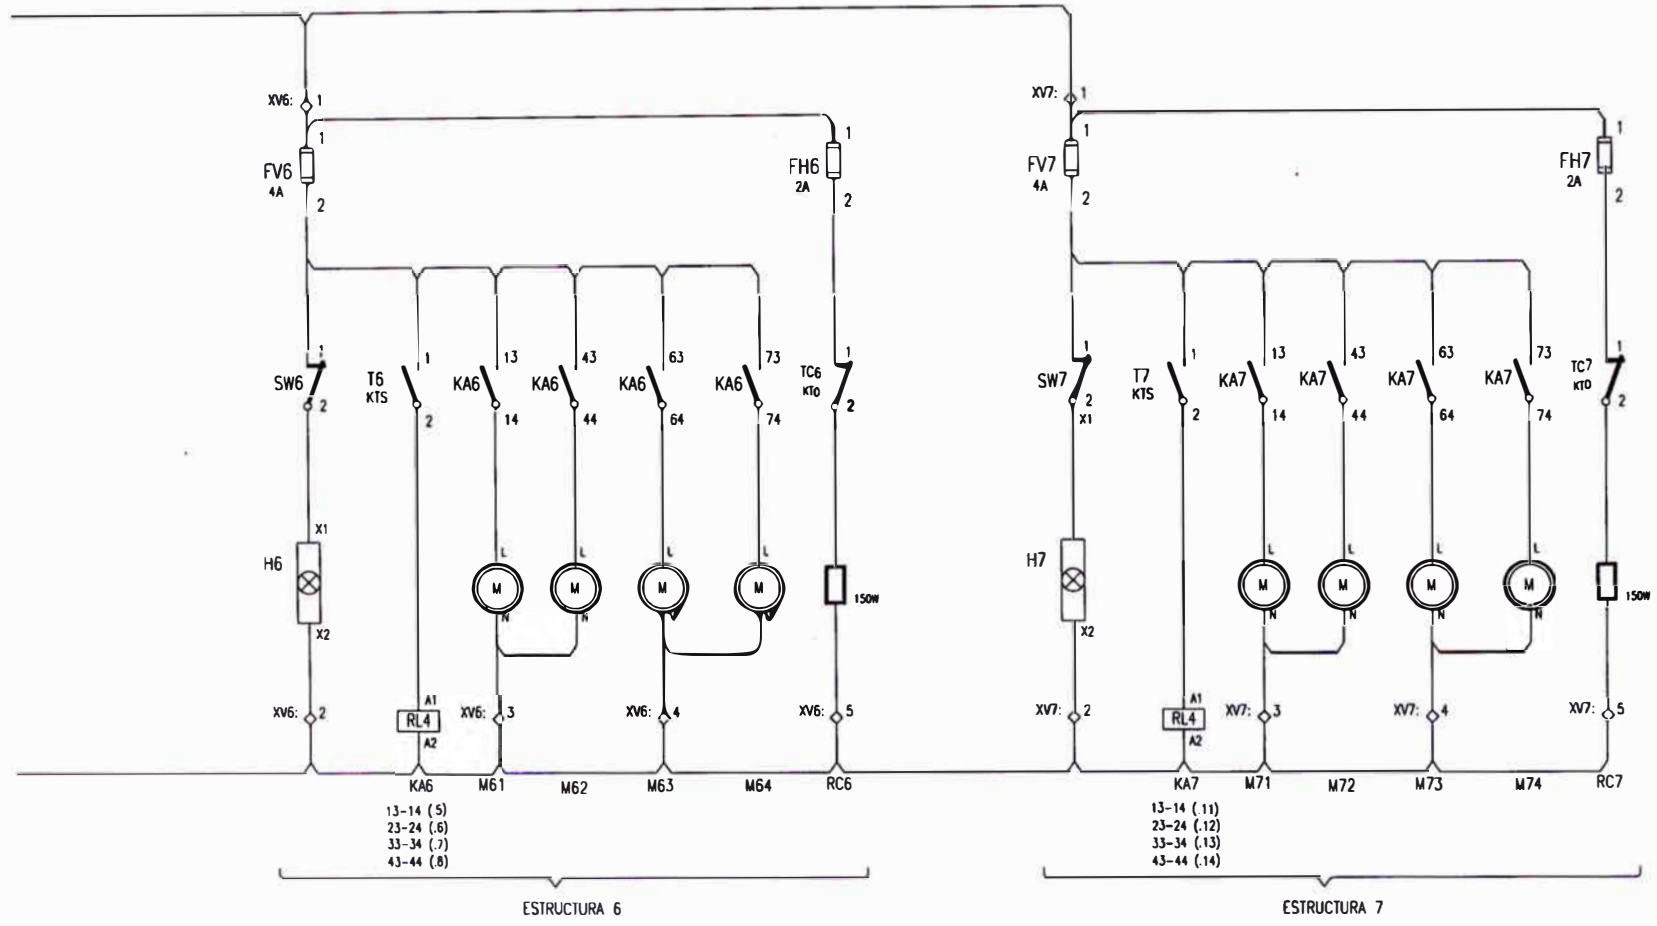 XV6: 1
XV7: 1
1
1
1
1
FV6
4A
FH6
2A
FV7
4A
FH7
2A
2
2
2
2
1
1
13
43
63
73
1
1
1
13
43
63
73
1
SW6
T6
KTS
KA6
KA6
KA6
KA6
TC6
KTO
SW7
T7
KTS
KA7
KA7
KA7
KA7
TC7
KTO
2
2
14
44
64
74
2
2
X1
2
14
44
64
74
2
X1
H6
X2
L
M
N
L
M
N
M
L
M
150W
H7
X2
L
M
N
L
M
N
L
M
N
L
M
N
150W
XV6: 2
A1
RL4
A2
XV6: 3
XV6: 4
XV6: 5
XV7: 2
A1
RL4
A2
XV7: 3
XV7: 4
XV7: 5
KA6
M61
M62
M63
M64
RC6
KA7
M71
M72
M73
M74
RC7
13-14 (.5)
23-24 (.6)
33-34 (.7)
43-44 (.8)
13-14 (.11)
23-24 (.12)
33-34 (.13)
43-44 (.14)
ESTRUCTURA 6
ESTRUCTURA 7